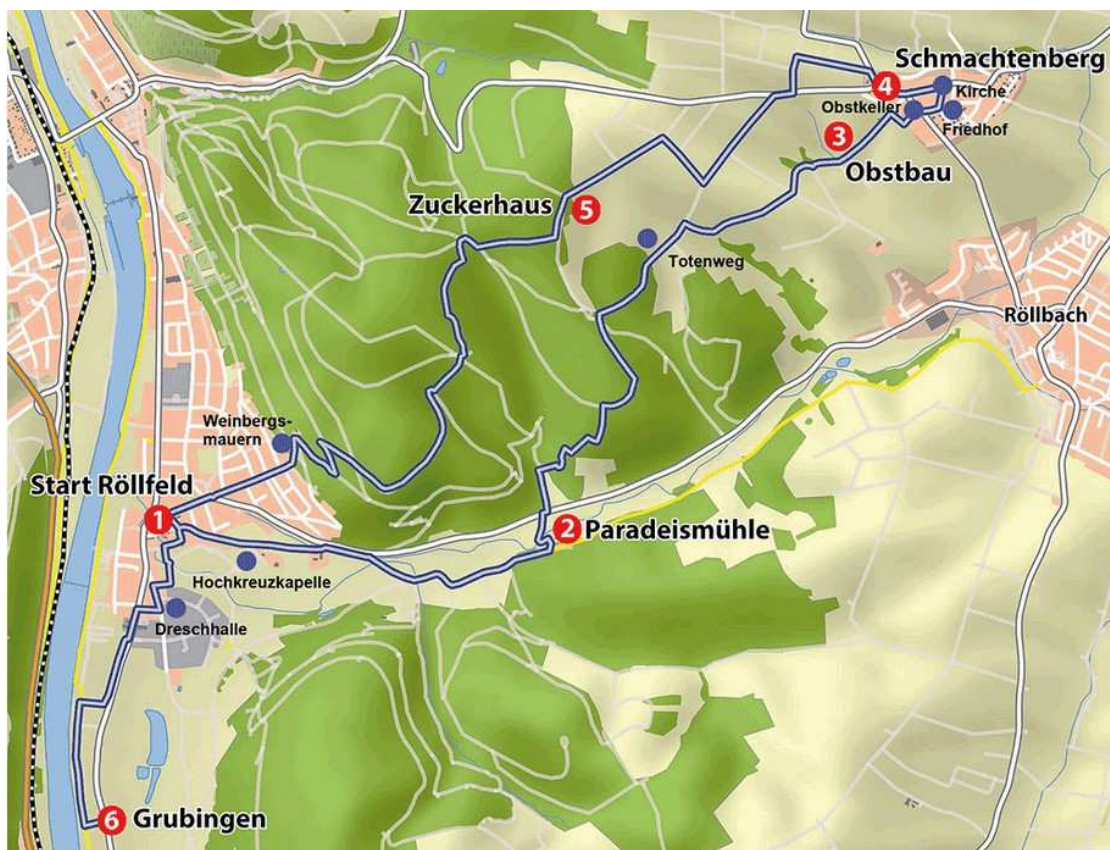 Schmachtenberg
4
Kirche
Obstkeller
Friedhof
3
Obstbau
Zuckerhaus
5
Totenweg
Röllbach
Weinbergs-
mauern
Start Röllfeld
1
2
Paradeismühle
Hochkreuzkapelle
Dreschhalle
6
Grubingen